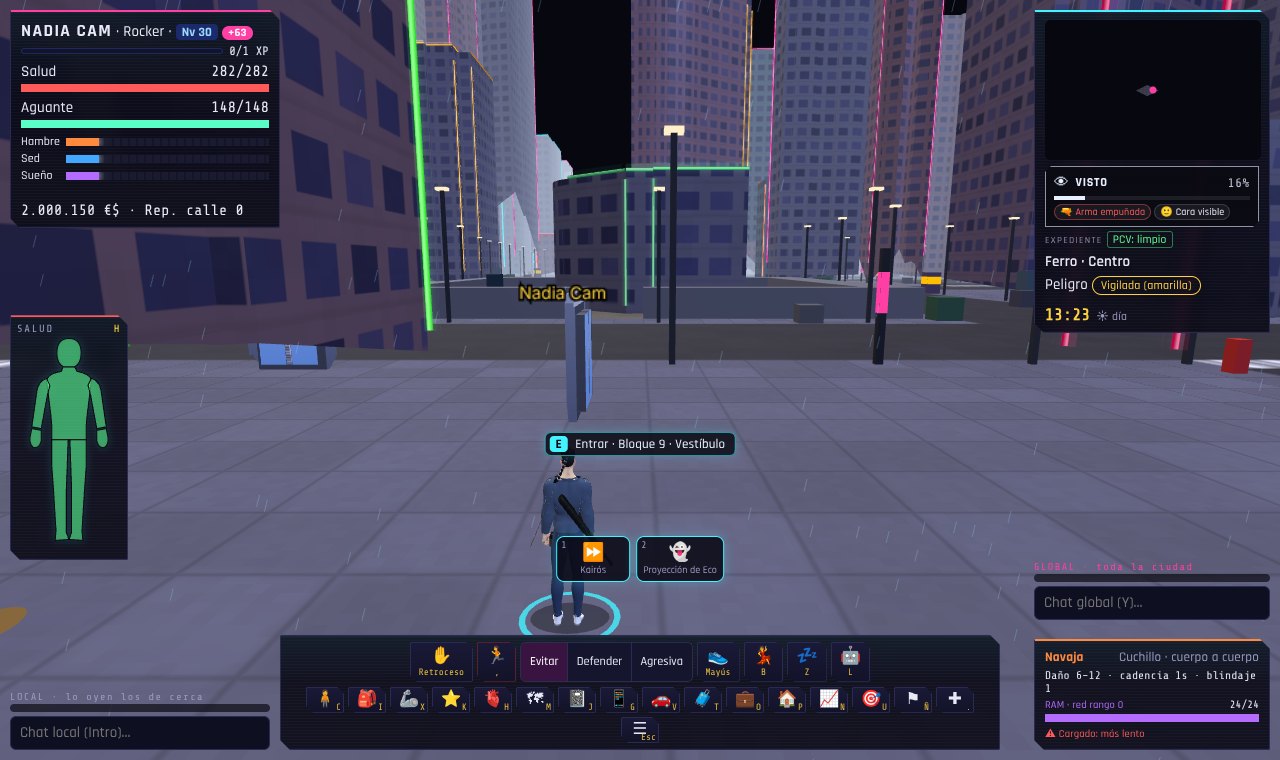 NADIA CAM · Rocker · Nv 30 +63
0/1 XP
Salud 282/282
Aguante 148/148
Hambre
Sed
Sueño
2.000.150 €$ · Rep. calle 0
SALUD H
VISTO 16%
Arma empuñada Cara visible
EXPEDIENTE PCV: limpio
Ferro · Centro
Peligro Vigilada (amarilla)
13:23 día
Nadia Cam
E Entrar · Bloque 9 · Vestíbulo
1 Kairós
2 Proyección de Eco
GLOBAL · toda la ciudad
Chat global (Y)...
LOCAL · lo oyen los de cerca
Chat local (Intro)...
Retroceso , Evitar Defender Agresiva Mayús B Z L
C I X K H M J G V T O P N U Ñ .
Esc
Navaja Cuchillo · cuerpo a cuerpo
Daño 6-12 · cadencia 1s · blindaje
1
RAM · red rango 0 24/24
Cargado: más lento